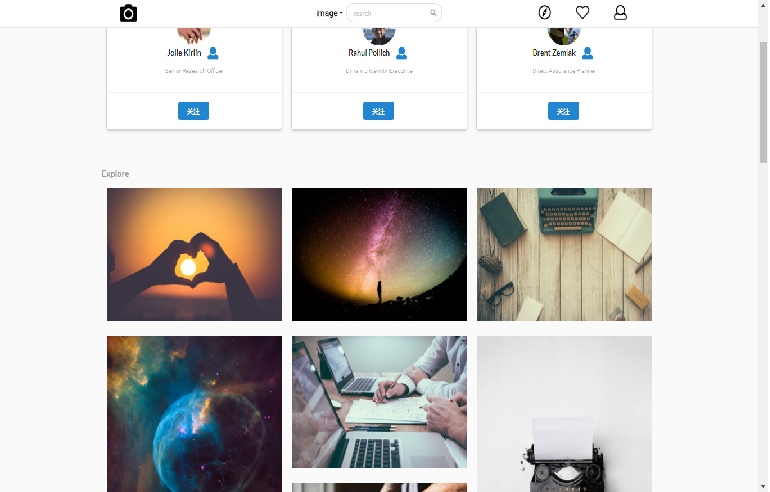 image
search
Jolie Kirlin
Senior Research Officer
关注
Rahul Pollich
Dynamic Identity Executive
关注
Brent Zemlak
Direct Assurance Planner
关注
Explore